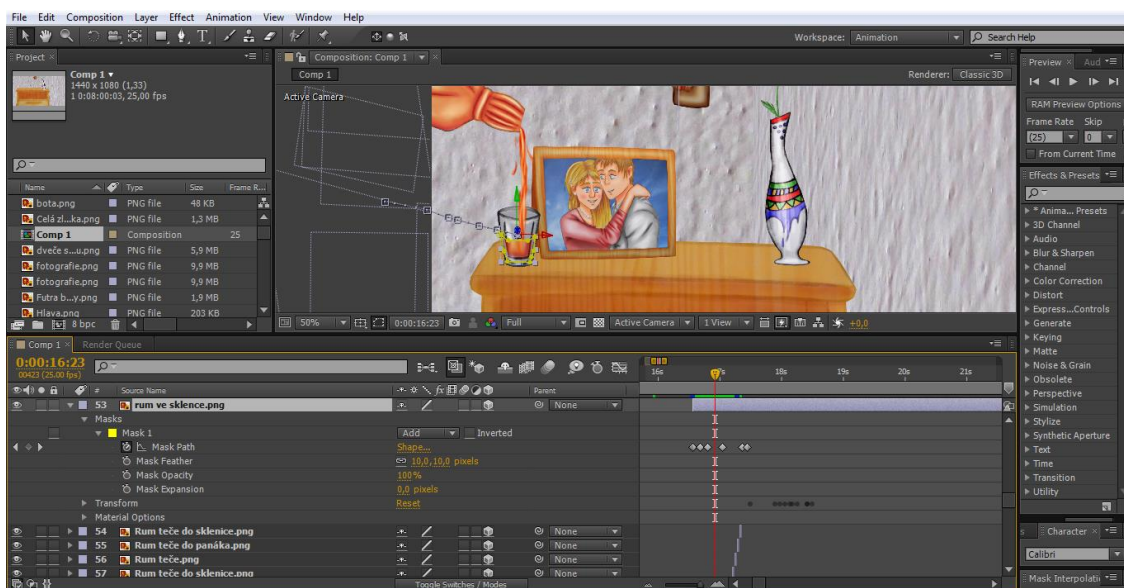 File Edit Composition Layer Effect Animation View Window Help
Workspace: Animation
Search Help
Project
Comp 1
1440 x 1080 (1,33)
1 0:08:00:03, 25,00 fps
Name Type Size Frame R...
bota.png PNG file 48 KB
Celá zl...ka.png PNG file 1,3 MB
Comp 1 Composition 25
dveče s...u.png PNG file 5,9 MB
fotografie.png PNG file 9,9 MB
fotografie.png PNG file 9,9 MB
Futra b...y.png PNG file 1,9 MB
Hlava.png PNG file 203 KB
8 bpc
Composition: Comp 1
Comp 1
Renderer: Classic 3D
Active Camera
50% 0:00:16:23 Full Active Camera 1 View +0,0
Preview Aud
RAM Preview Options
Frame Rate Skip
(25) 0
From Current Time
Effects & Presets
* Anima... Presets
3D Channel
Audio
Blur & Sharpen
Channel
Color Correction
Distort
Express...Controls
Generate
Keying
Matte
Noise & Grain
Obsolete
Perspective
Simulation
Stylize
Synthetic Aperture
Text
Time
Transition
Utility
Character
Calibri
Mask Interpolati
Comp 1 Render Queue
0:00:16:23
00423 (25.00 fps)
16s 18s 19s 20s 21s
# Source Name Parent
53 rum ve sklence.png None
Masks
Mask 1 Add Inverted
Mask Path Shape...
Mask Feather 10,0,10,0 pixels
Mask Opacity 100%
Mask Expansion 0,0 pixels
Transform Reset
Material Options
54 Rum teče do sklenice.png None
55 Rum teče do panáka.png None
56 Rum teče.png None
57 Rum teče do sklenice.png None
Toggle Switches / Modes